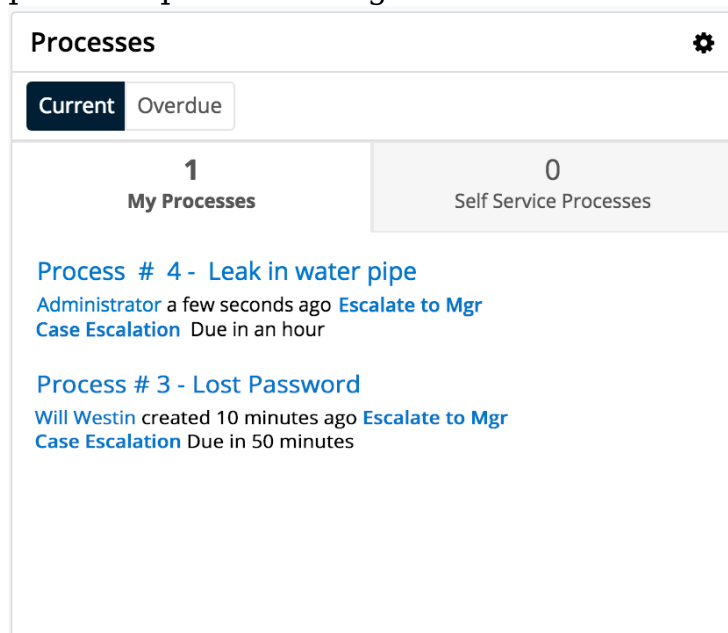 Processes
Current Overdue
1
My Processes
0
Self Service Processes
Process # 4 - Leak in water pipe
Administrator a few seconds ago Escalate to Mgr
Case Escalation Due in an hour
Process # 3 - Lost Password
Will Westin created 10 minutes ago Escalate to Mgr
Case Escalation Due in 50 minutes